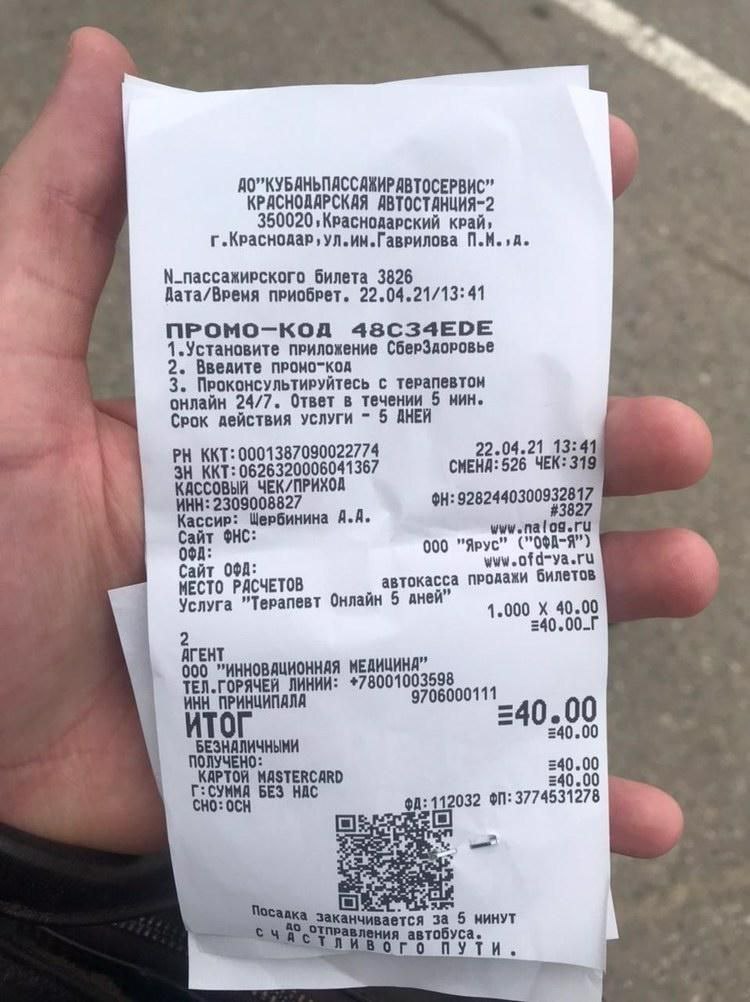 АО"КУБАНЬПАССАЖИРАВТОСЕРВИС"
КРАСНОДАРСКАЯ АВТОСТАНЦИЯ-2
350020,Краснодарский край,
г.Краснодар,ул.им.Гаврилова П.М.,д.
N_пассажирского билета 3826
Дата/Время приобрет. 22.04.21/13:41
ПРОМО-КОД 48C34EDE
1.Установите приложение СберЗдоровье
2. Введите промо-код
3. Проконсультируйтесь с терапевтом
онлайн 24/7. Ответ в течении 5 мин.
Срок действия услуги - 5 ДНЕЙ
РН ККТ:0001387090022774 22.04.21 13:41
ЗН ККТ:0626320006041367 СМЕНА:526 ЧЕК:319
КАССОВЫЙ ЧЕК/ПРИХОД
ИНН:2309008827 ФН:9282440300932817
Кассир: Щербинина А.А. #3827
Сайт ФНС: www.nalog.ru
ОФД: ООО "Ярус" ("ОФД-Я")
Сайт ОФД: www.ofd-ya.ru
МЕСТО РАСЧЕТОВ автокасса продажи билетов
Услуга "Терапевт Онлайн 5 дней"
1.000 X 40.00
≡40.00_Г
2
АГЕНТ
ООО "ИННОВАЦИОННАЯ МЕДИЦИНА"
ТЕЛ.ГОРЯЧЕЙ ЛИНИИ: +78001003598
ИНН ПРИНЦИПАЛА 9706000111
ИТОГ ≡40.00
БЕЗНАЛИЧНЫМИ ≡40.00
ПОЛУЧЕНО:
КАРТОЙ MASTERCARD ≡40.00
Г:СУММА БЕЗ НДС ≡40.00
СНО:ОСН ФД:112032 ФП:3774531278
Посадка заканчивается за 5 минут
до отправления автобуса.
СЧАСТЛИВОГО ПУТИ.